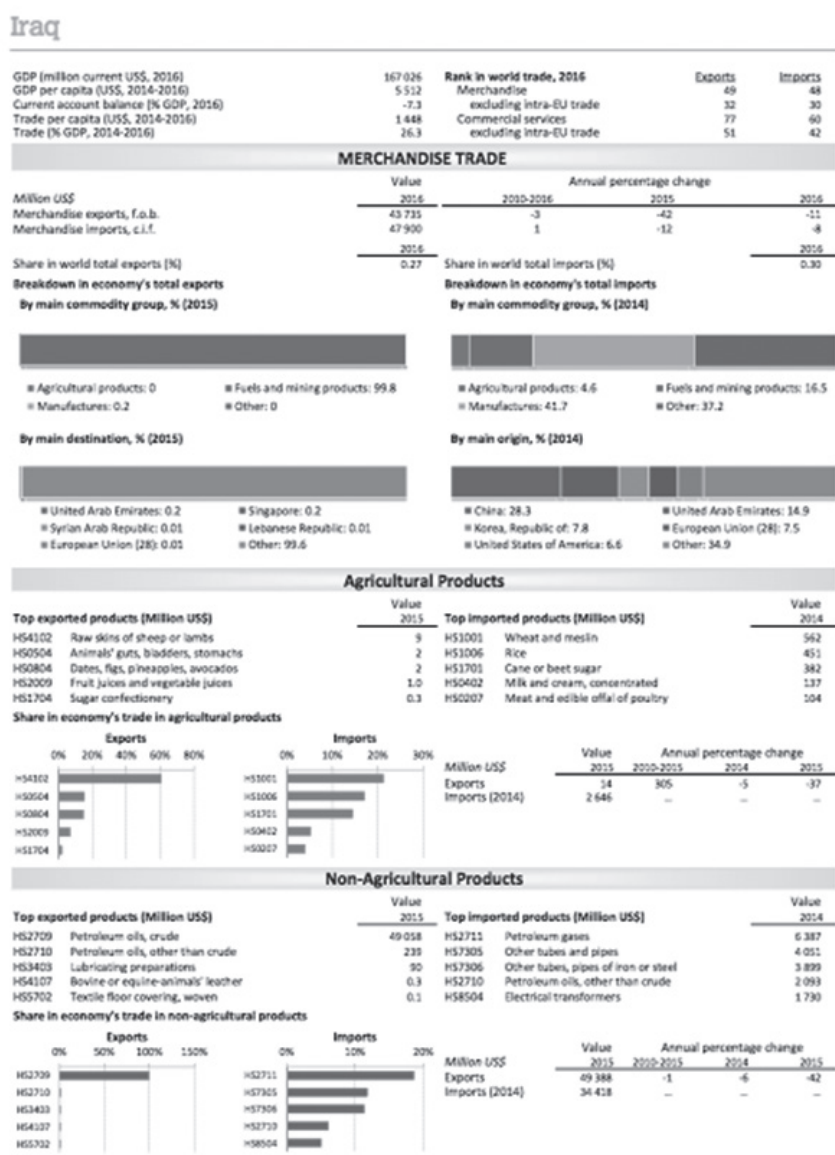 Iraq
GDP (million current US$, 2016) 167 026
GDP per capita (US$, 2014-2016) 5 512
Current account balance (% GDP, 2016) -7.3
Trade per capita (US$, 2014-2016) 1 448
Trade (% GDP, 2014-2016) 26.3
Rank in world trade, 2016 Exports Imports
Merchandise 49 48
excluding intra-EU trade 32 30
Commercial services 77 60
excluding intra-EU trade 51 42
MERCHANDISE TRADE
Value Annual percentage change
Million US$ 2016 2010-2016 2015 2016
Merchandise exports, f.o.b. 43 735 -3 -42 -11
Merchandise imports, c.i.f. 47 900 1 -12 -8
2016 2016
Share in world total exports (%) 0.27 Share in world total imports (%) 0.30
Breakdown in economy's total exports
By main commodity group, % (2015)
Agricultural products: 0 Fuels and mining products: 99.8
Manufactures: 0.2 Other: 0
By main destination, % (2015)
United Arab Emirates: 0.2 Singapore: 0.2
Syrian Arab Republic: 0.01 Lebanese Republic: 0.01
European Union (28): 0.01 Other: 99.6
Breakdown in economy's total imports
By main commodity group, % (2014)
Agricultural products: 4.6 Fuels and mining products: 16.5
Manufactures: 41.7 Other: 37.2
By main origin, % (2014)
China: 28.3 United Arab Emirates: 14.9
Korea, Republic of: 7.8 European Union (28): 7.5
United States of America: 6.6 Other: 34.9
Agricultural Products
Value
Top exported products (Million US$) 2015
HS4102 Raw skins of sheep or lambs 9
HS0504 Animals' guts, bladders, stomachs 2
HS0804 Dates, figs, pineapples, avocados 2
HS2009 Fruit juices and vegetable juices 1.0
HS1704 Sugar confectionery 0.3
Value
Top imported products (Million US$) 2014
HS1001 Wheat and meslin 562
HS1006 Rice 451
HS1701 Cane or beet sugar 382
HS0402 Milk and cream, concentrated 137
HS0207 Meat and edible offal of poultry 104
Share in economy's trade in agricultural products
Exports
0% 20% 40% 60% 80%
HS4102
HS0504
HS0804
HS2009
HS1704
Imports
0% 10% 20% 30%
HS1001
HS1006
HS1701
HS0402
HS0207
Value Annual percentage change
Million US$ 2015 2010-2015 2014 2015
Exports 14 305 -5 -37
Imports (2014) 2 646 ... ... ...
Non-Agricultural Products
Value
Top exported products (Million US$) 2015
HS2709 Petroleum oils, crude 49 058
HS2710 Petroleum oils, other than crude 239
HS3403 Lubricating preparations 90
HS4107 Bovine or equine-animals' leather 0.3
HS5702 Textile floor covering, woven 0.1
Value
Top imported products (Million US$) 2014
HS2711 Petroleum gases 6 387
HS7305 Other tubes and pipes 4 051
HS7306 Other tubes, pipes of iron or steel 3 899
HS2710 Petroleum oils, other than crude 2 093
HS8504 Electrical transformers 1 730
Share in economy's trade in non-agricultural products
Exports
0% 50% 100% 150%
HS2709
HS2710
HS3403
HS4107
HS5702
Imports
0% 10% 20%
HS2711
HS7305
HS7306
HS2710
HS8504
Value Annual percentage change
Million US$ 2015 2010-2015 2014 2015
Exports 49 388 -1 -6 -42
Imports (2014) 34 418 ... ... ...